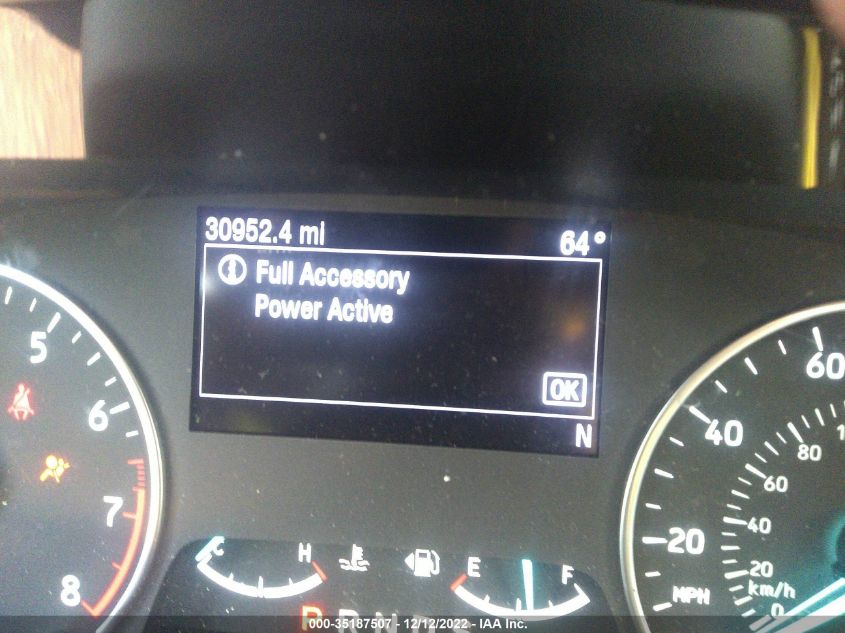 30952.4 mi 64°
Full Accessory
Power Active
OK
N
5
6
7
8
C H
E F
P R N D S
60
40
20
MPH
80
60
40
20
km/h
0
000-35187507 - 12/12/2022 - IAA Inc.